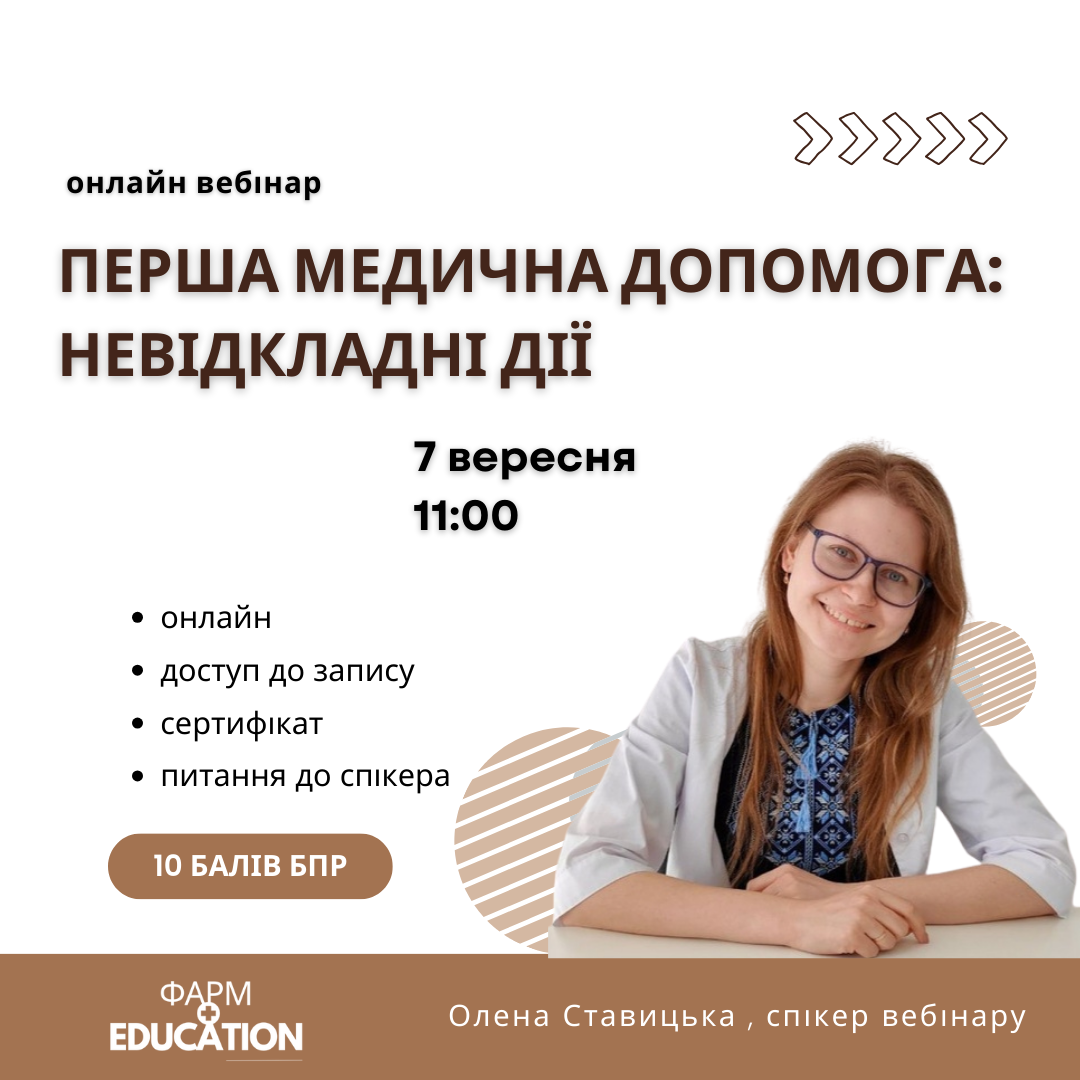 онлайн вебінар
ПЕРША МЕДИЧНА ДОПОМОГА:
НЕВІДКЛАДНІ ДІЇ
7 вересня
11:00
онлайн
доступ до запису
сертифікат
питання до спікера
10 БАЛІВ БПР
ФАРМ
EDUCATION
Олена Ставицька , спікер вебінару